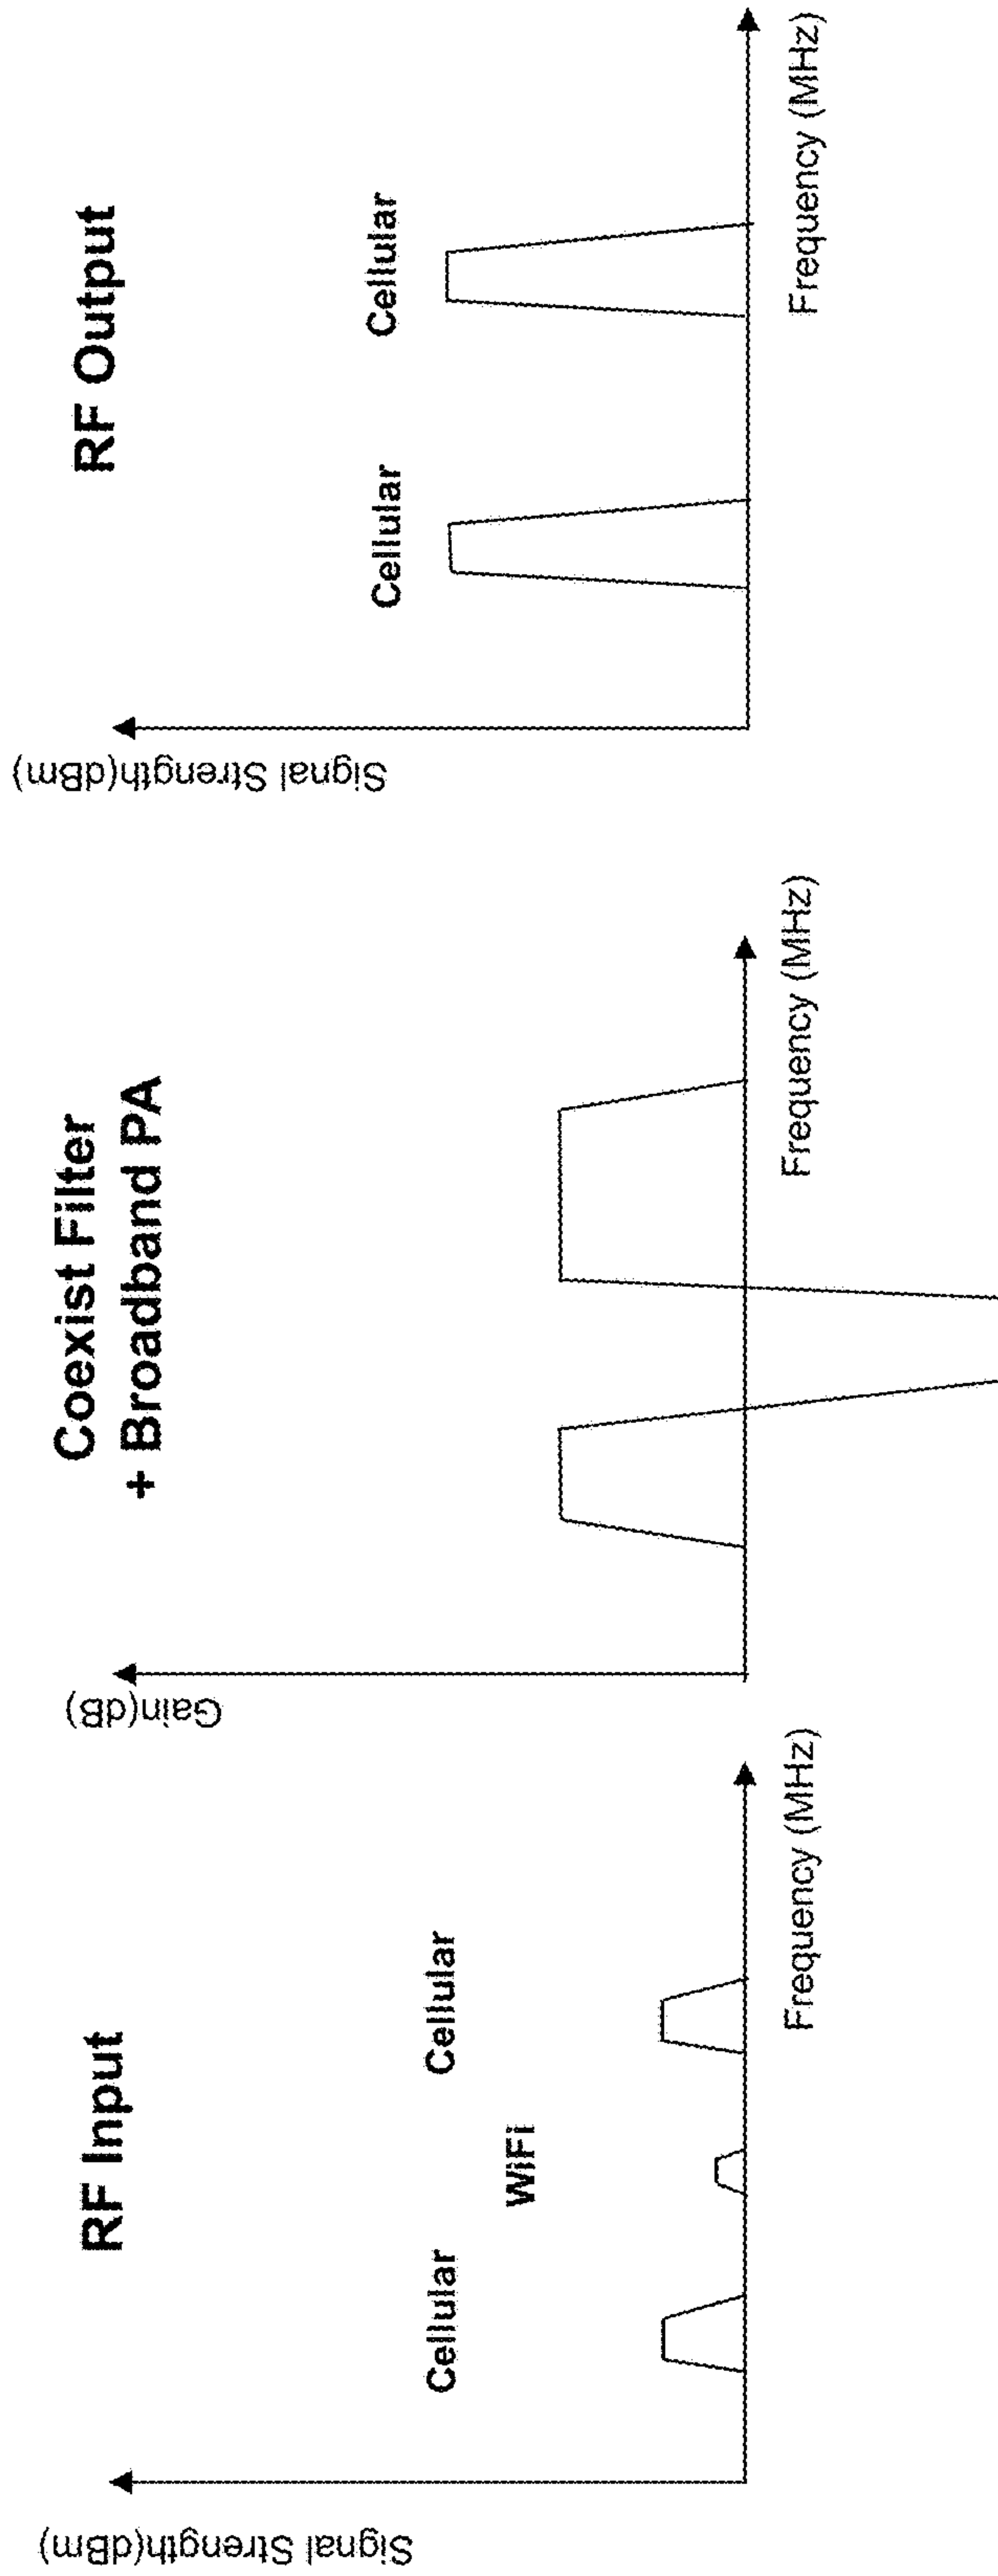 RF Input
Signal Strength(dBm)
Cellular
WiFi
Cellular
Frequency (MHz)
Coexist Filter
+ Broadband PA
Gain(dB)
Frequency (MHz)
RF Output
Signal Strength(dBm)
Cellular
Cellular
Frequency (MHz)